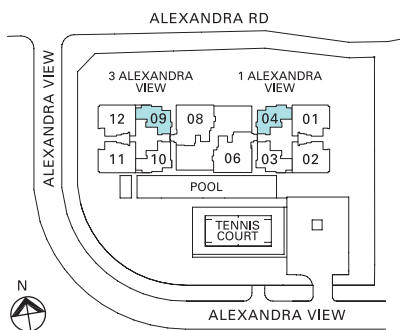 ALEXANDRA RD
ALEXANDRA VIEW
3 ALEXANDRA
VIEW
1 ALEXANDRA
VIEW
12 09 08 04 01
11 10 06 03 02
POOL
TENNIS
COURT
N
ALEXANDRA VIEW